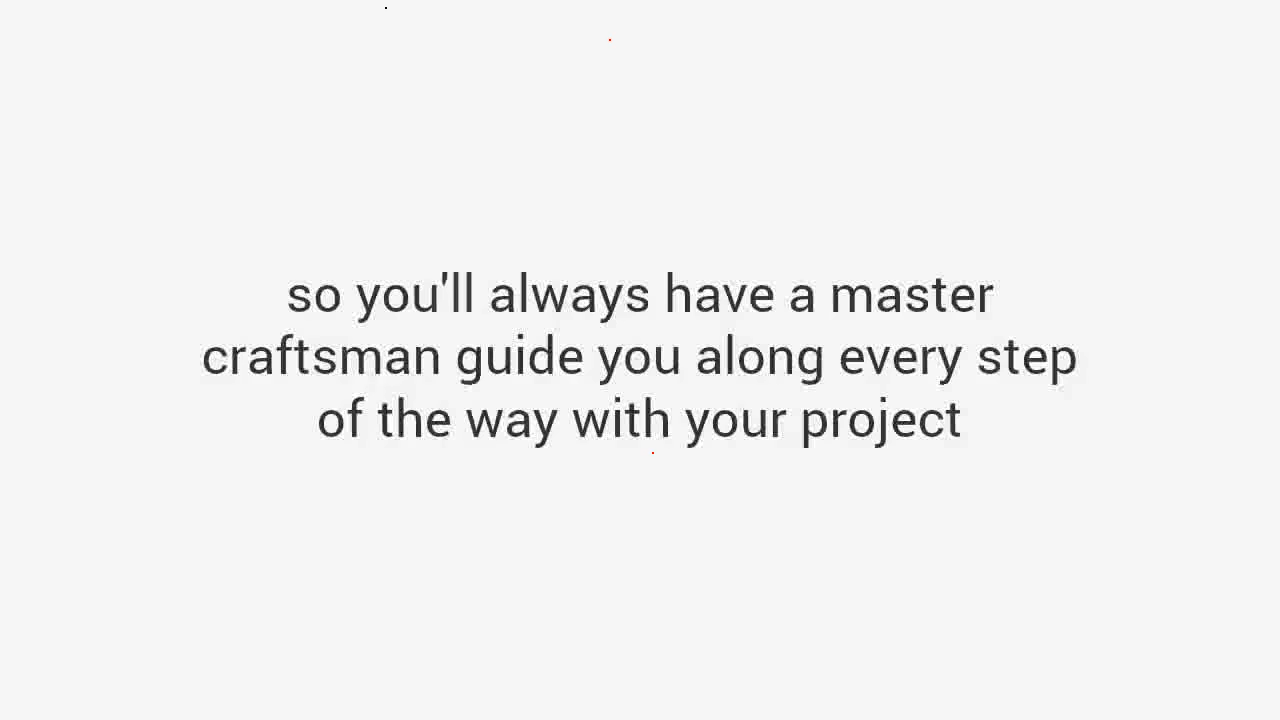 so you'll always have a master
craftsman guide you along every step
of the way with your project